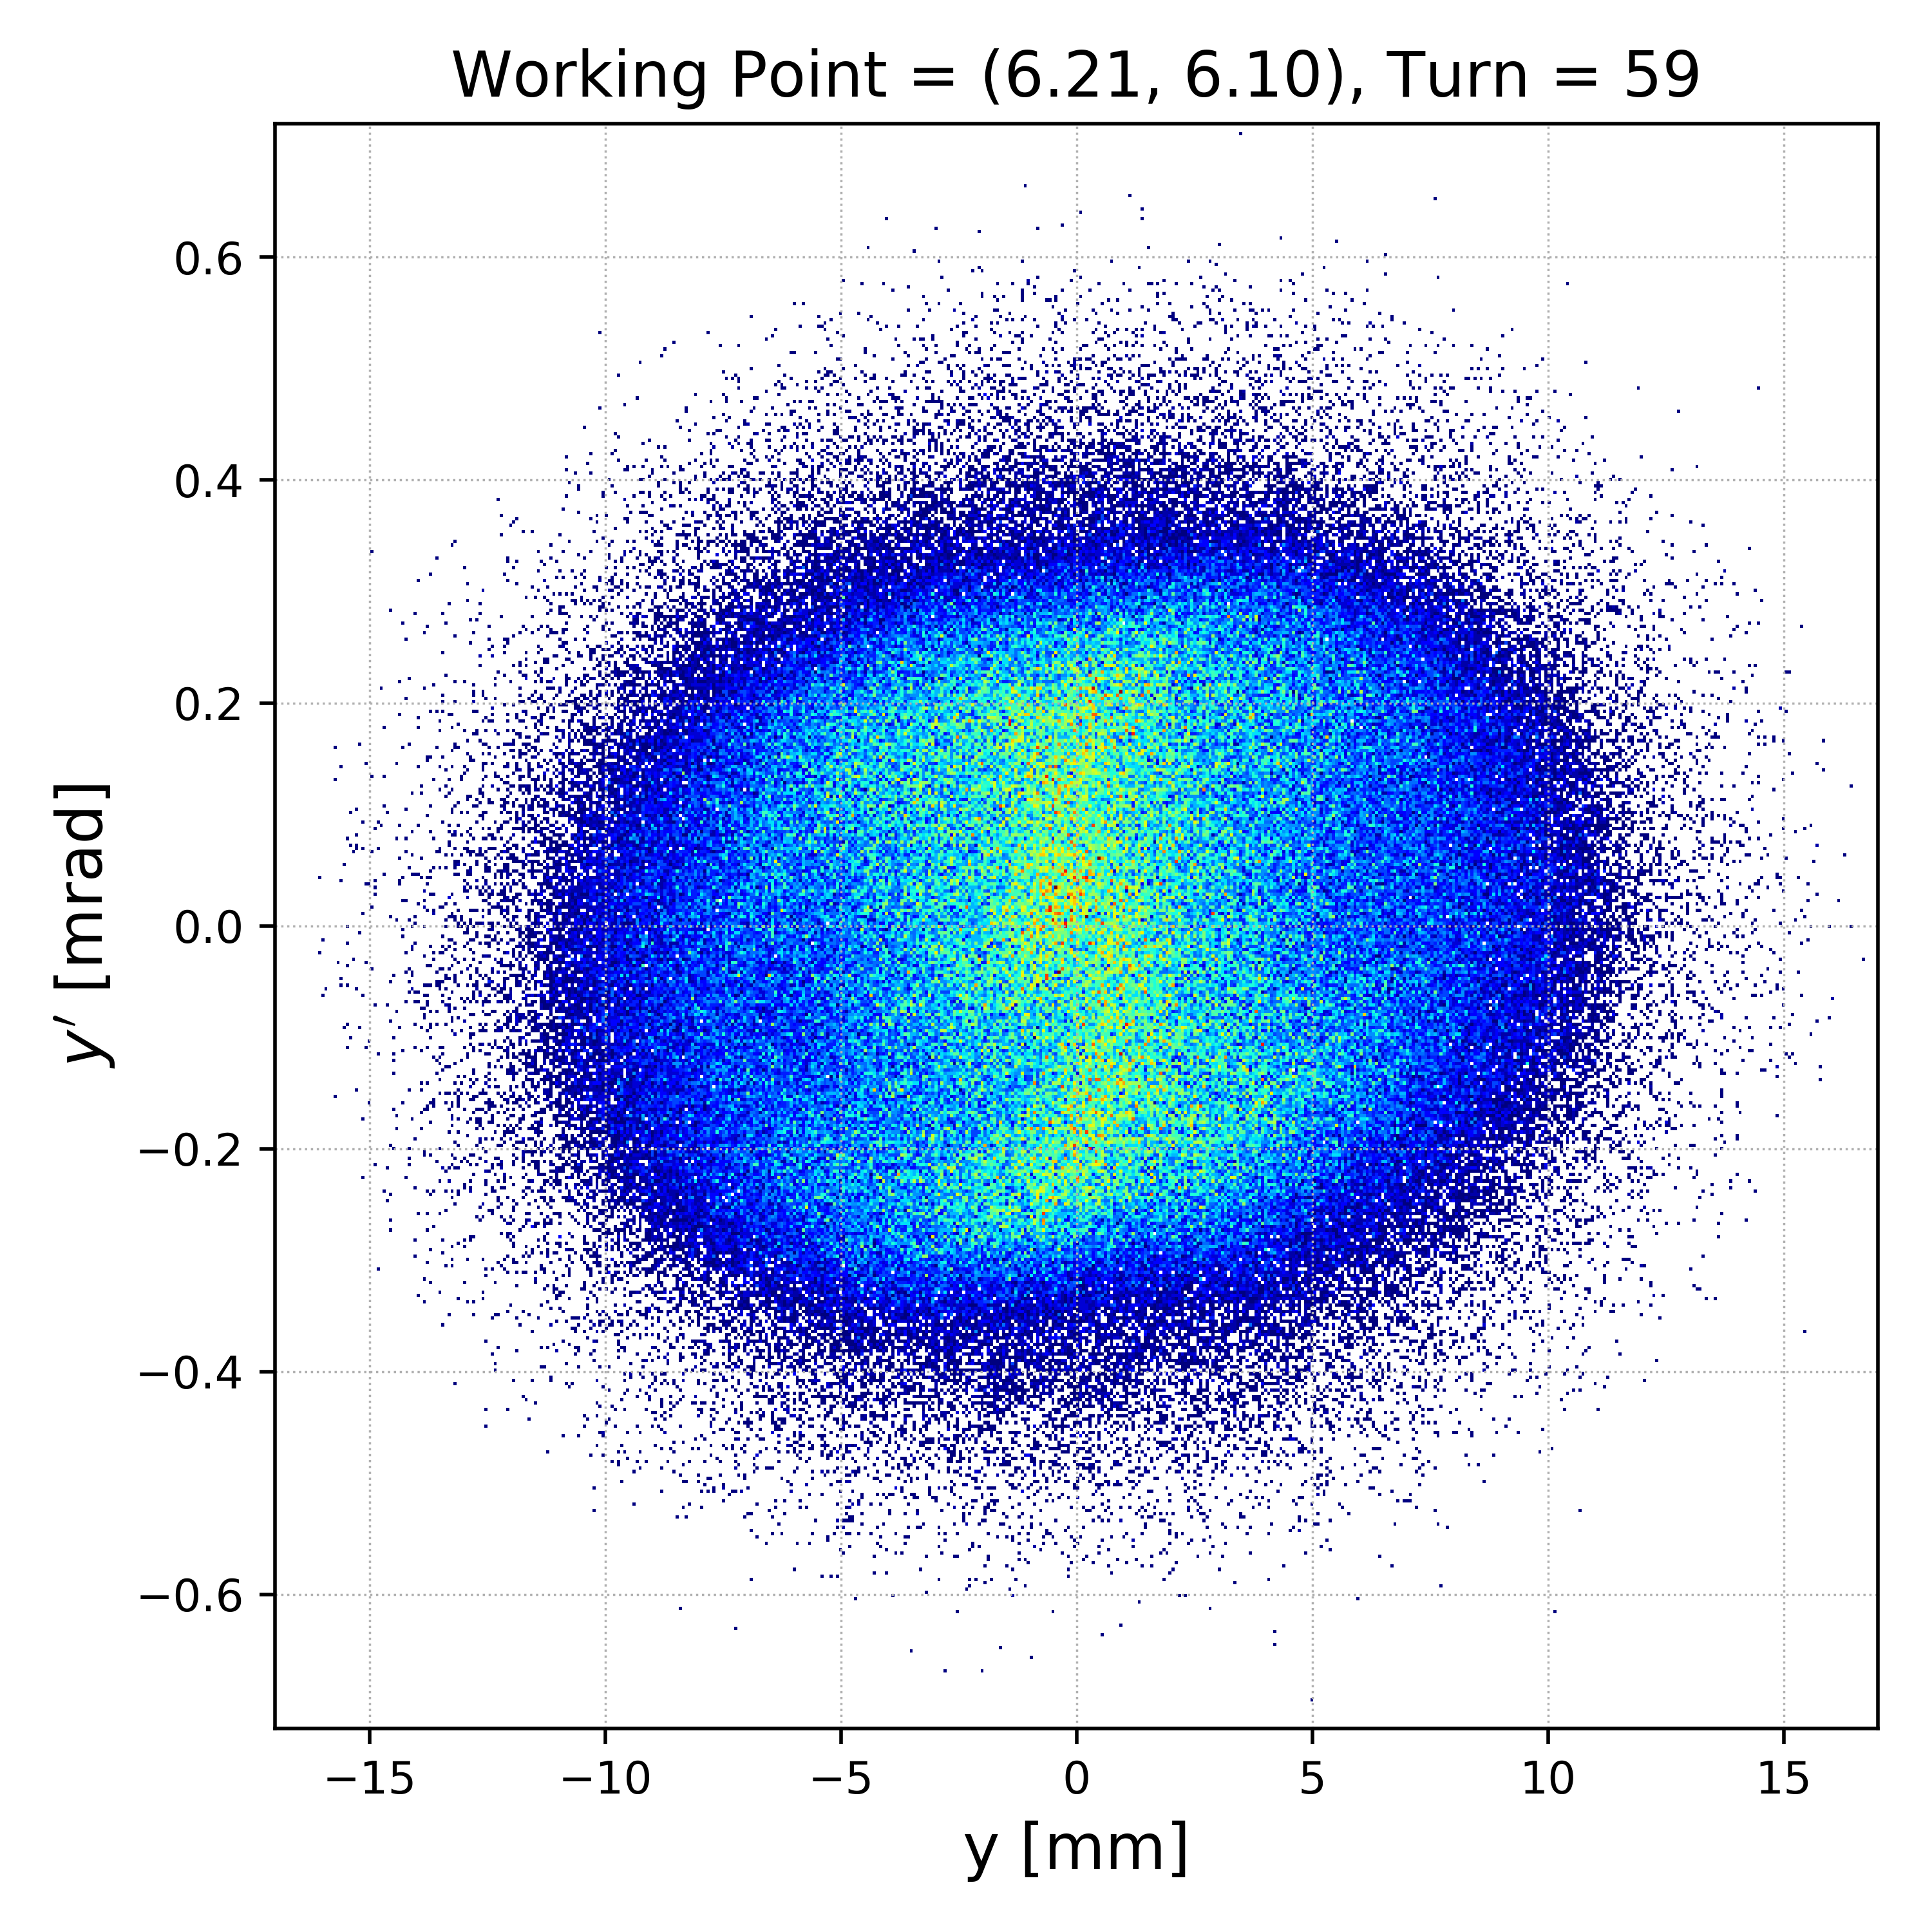 Working Point = (6.21, 6.10), Turn = 59
0.6
0.4
0.2
0.0
−0.2
−0.4
−0.6
y′ [mrad]
−15 −10 −5 0 5 10 15
y [mm]